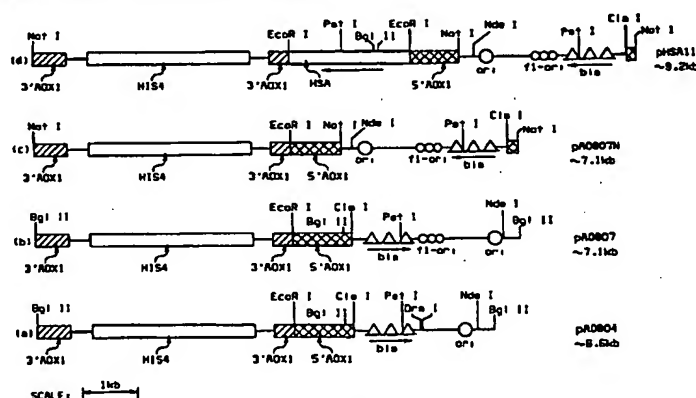 Pst I
EcoR I
Bgl II
EcoR I
Not I
Nde I
Pst I
Cla I
Not I
Not I
(d)
3'AOX1
HIS4
3'AOX1
HSA
5'AOX1
ori
f1-ori
bla
pHSA11
~9.2kb
EcoR I
Not I
Nde I
Pst I
Cla I
Not I
Not I
(c)
3'AOX1
HIS4
3'AOX1
5'AOX1
ori
f1-ori
bla
pAO807N
~7.1kb
EcoR I
Bgl II
Cla I
Pst I
Nde I
Bgl II
Bgl II
(b)
3'AOX1
HIS4
3'AOX1
5'AOX1
bla
f1-ori
ori
pAO807
~7.1kb
EcoR I
Bgl II
Cla I
Pst I
Dra I
Nde I
Bgl II
Bgl II
(a)
3'AOX1
HIS4
3'AOX1
5'AOX1
bla
ori
pAO804
~6.6kb
SCALE:
1kb